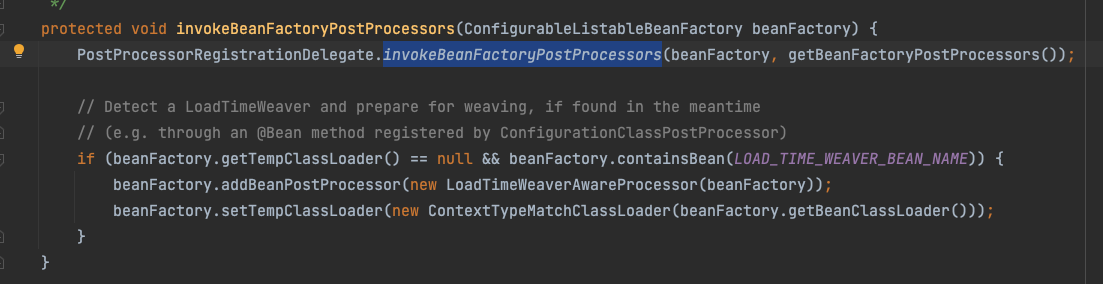 */
protected void invokeBeanFactoryPostProcessors(ConfigurableListableBeanFactory beanFactory) {
PostProcessorRegistrationDelegate.invokeBeanFactoryPostProcessors(beanFactory, getBeanFactoryPostProcessors());
// Detect a LoadTimeWeaver and prepare for weaving, if found in the meantime
// (e.g. through an @Bean method registered by ConfigurationClassPostProcessor)
if (beanFactory.getTempClassLoader() == null && beanFactory.containsBean(LOAD_TIME_WEAVER_BEAN_NAME)) {
beanFactory.addBeanPostProcessor(new LoadTimeWeaverAwareProcessor(beanFactory));
beanFactory.setTempClassLoader(new ContextTypeMatchClassLoader(beanFactory.getBeanClassLoader()));
}
}